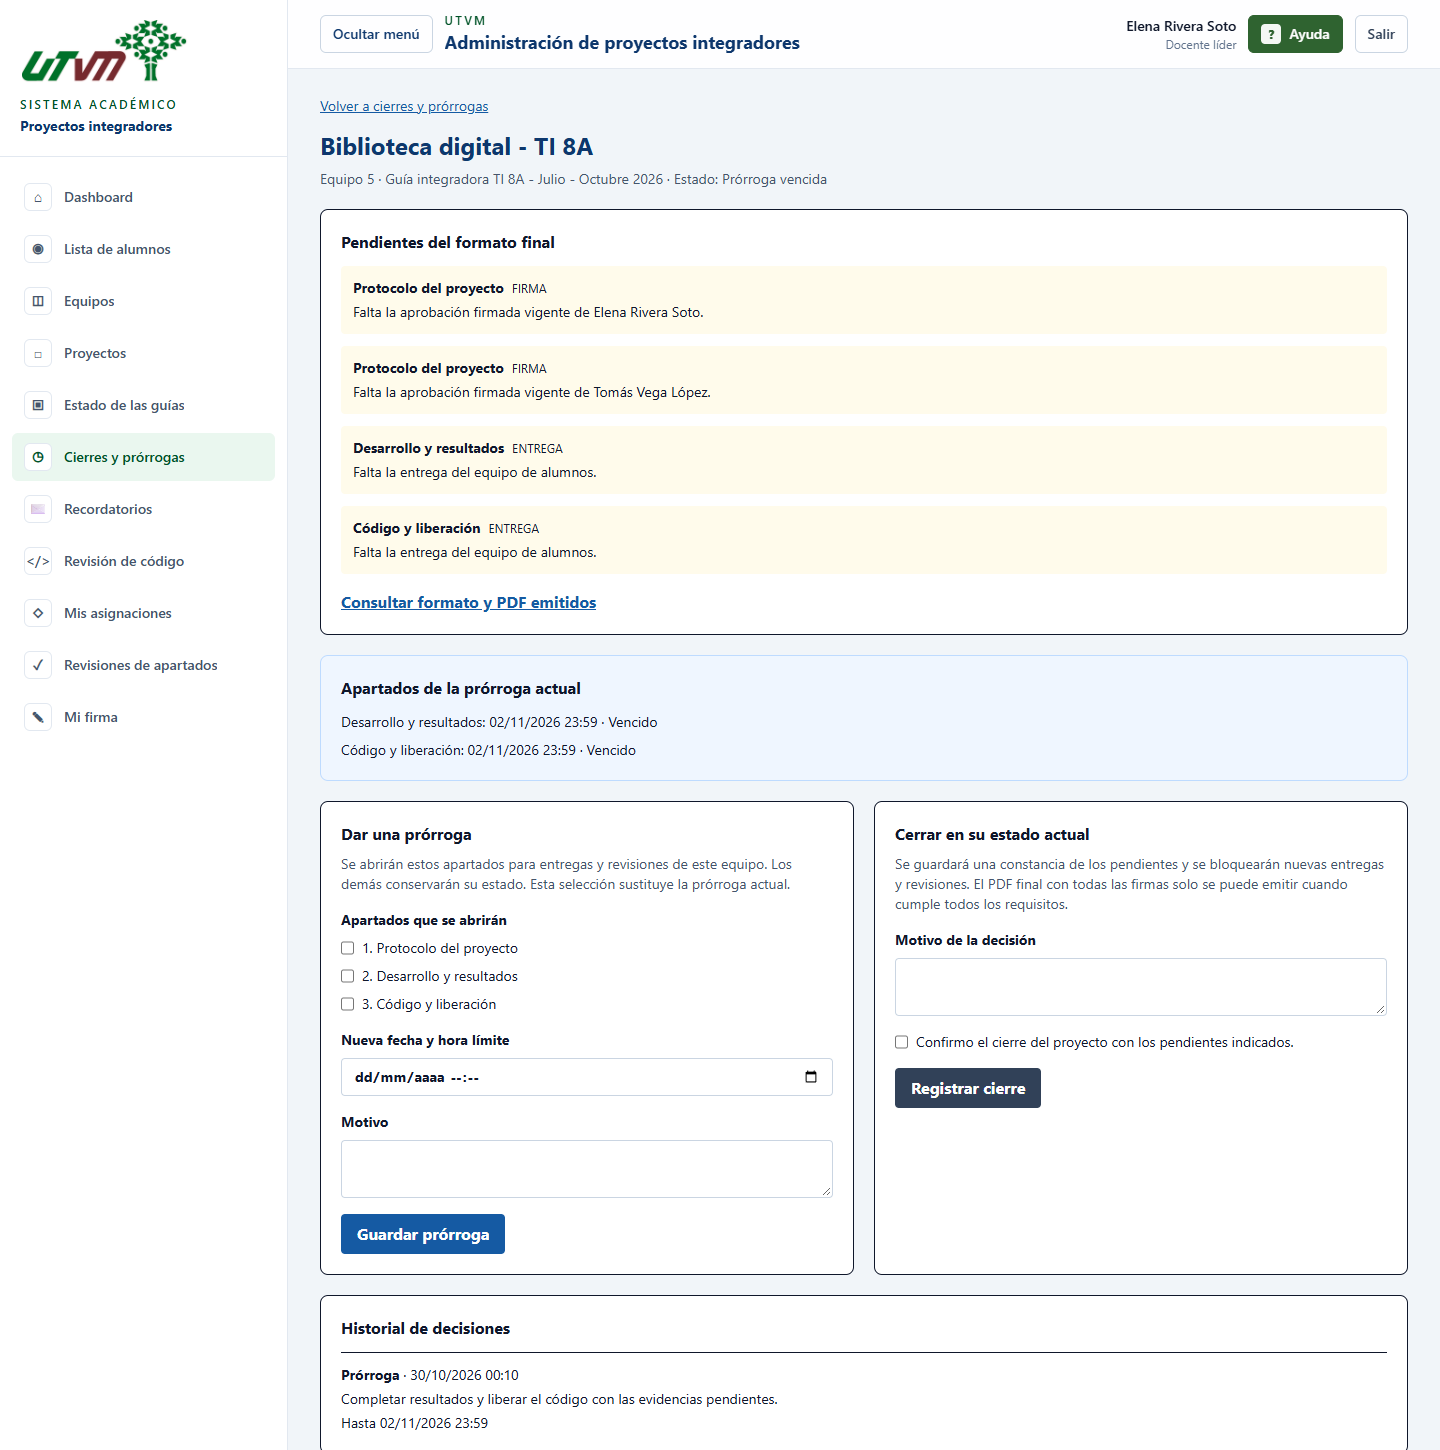 UTVM
SISTEMA ACADÉMICO
Proyectos integradores
Dashboard
Lista de alumnos
Equipos
Proyectos
Estado de las guías
Cierres y prórrogas
Recordatorios
</> Revisión de código
Mis asignaciones
Revisiones de apartados
Mi firma
Ocultar menú
UTVM
Administración de proyectos integradores
Elena Rivera Soto
Docente líder
? Ayuda
Salir
Volver a cierres y prórrogas
Biblioteca digital - TI 8A
Equipo 5 · Guía integradora TI 8A - Julio - Octubre 2026 · Estado: Prórroga vencida
Pendientes del formato final
Protocolo del proyecto FIRMA
Falta la aprobación firmada vigente de Elena Rivera Soto.
Protocolo del proyecto FIRMA
Falta la aprobación firmada vigente de Tomás Vega López.
Desarrollo y resultados ENTREGA
Falta la entrega del equipo de alumnos.
Código y liberación ENTREGA
Falta la entrega del equipo de alumnos.
Consultar formato y PDF emitidos
Apartados de la prórroga actual
Desarrollo y resultados: 02/11/2026 23:59 · Vencido
Código y liberación: 02/11/2026 23:59 · Vencido
Dar una prórroga
Se abrirán estos apartados para entregas y revisiones de este equipo. Los
demás conservarán su estado. Esta selección sustituye la prórroga actual.
Apartados que se abrirán
1. Protocolo del proyecto
2. Desarrollo y resultados
3. Código y liberación
Nueva fecha y hora límite
dd/mm/aaaa --:--
Motivo
Guardar prórroga
Cerrar en su estado actual
Se guardará una constancia de los pendientes y se bloquearán nuevas entregas
y revisiones. El PDF final con todas las firmas solo se puede emitir cuando
cumple todos los requisitos.
Motivo de la decisión
Confirmo el cierre del proyecto con los pendientes indicados.
Registrar cierre
Historial de decisiones
Prórroga · 30/10/2026 00:10
Completar resultados y liberar el código con las evidencias pendientes.
Hasta 02/11/2026 23:59